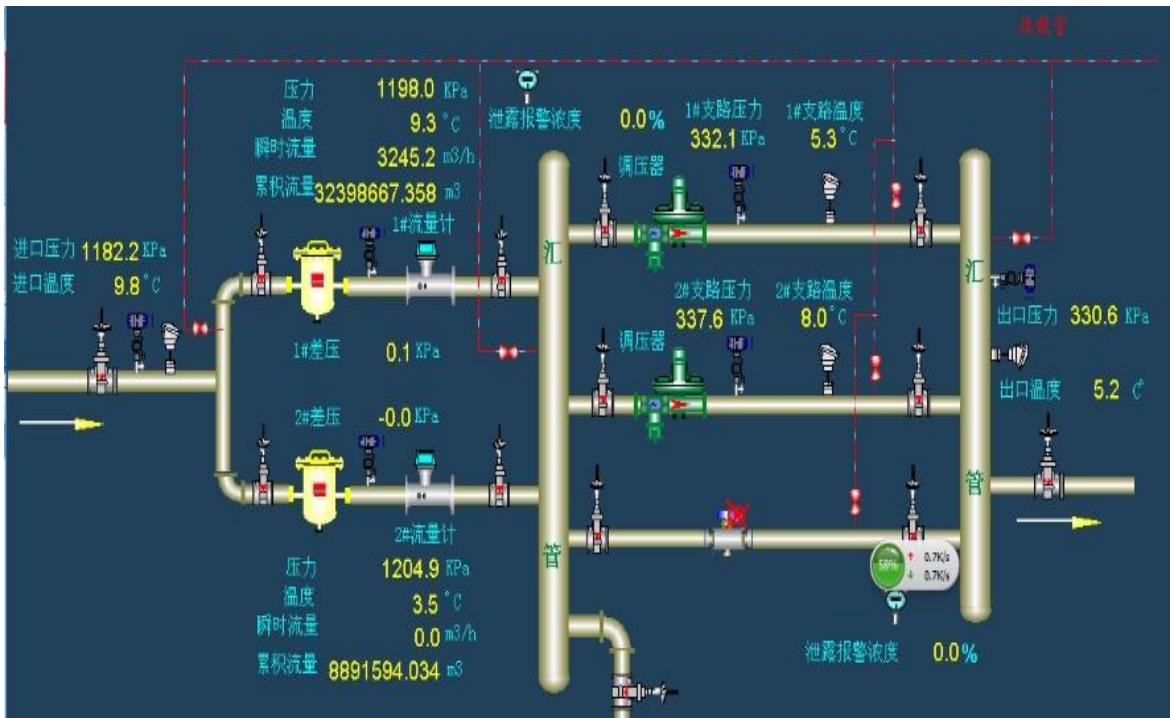 放散管
压力 1198.0 KPa
温度 9.3 °C
瞬时流量 3245.2 m3/h
累积流量 32398667.358 m3
泄露报警浓度 0.0%
1#支路压力 332.1 KPa
1#支路温度 5.3 °C
调压器
1#流量计
进口压力 1182.2 KPa
进口温度 9.8 °C
汇
汇
2#支路压力 337.6 KPa
2#支路温度 8.0 °C
出口压力 330.6 KPa
1#差压 0.1 KPa
调压器
出口温度 5.2 C°
2#差压 -0.0 KPa
管
管
2#流量计
压力 1204.9 KPa
温度 3.5 °C
瞬时流量 0.0 m3/h
累积流量 8891594.034 m3
58%
0.7K/s
0.7K/s
泄露报警浓度 0.0%